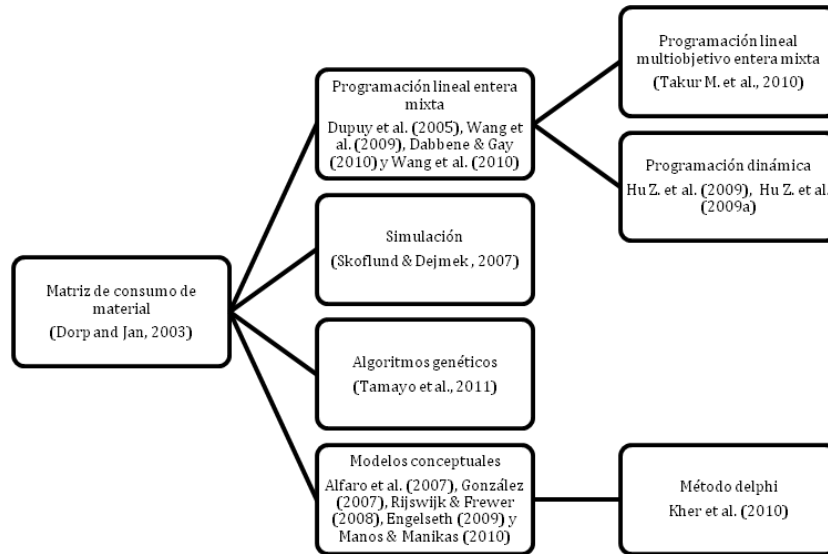 Matriz de consumo de
material
(Dorp and Jan, 2003)
Programación lineal entera
mixta
Dupuy et al. (2005), Wang et
al. (2009), Dabbene & Gay
(2010) y Wang et al. (2010)
Simulación
(Skoflund & Dejmek , 2007)
Algoritmos genéticos
(Tamayo et al., 2011)
Modelos conceptuales
Alfaro et al. (2007), González
(2007), Rijswijk & Frewer
(2008), Engelseth (2009) y
Manos & Manikas (2010)
Programación lineal
multiobjetivo entera mixta
(Takur M. et al., 2010)
Programación dinámica
Hu Z. et al. (2009), Hu Z. et al.
(2009a)
Método delphi
Kher et al. (2010)